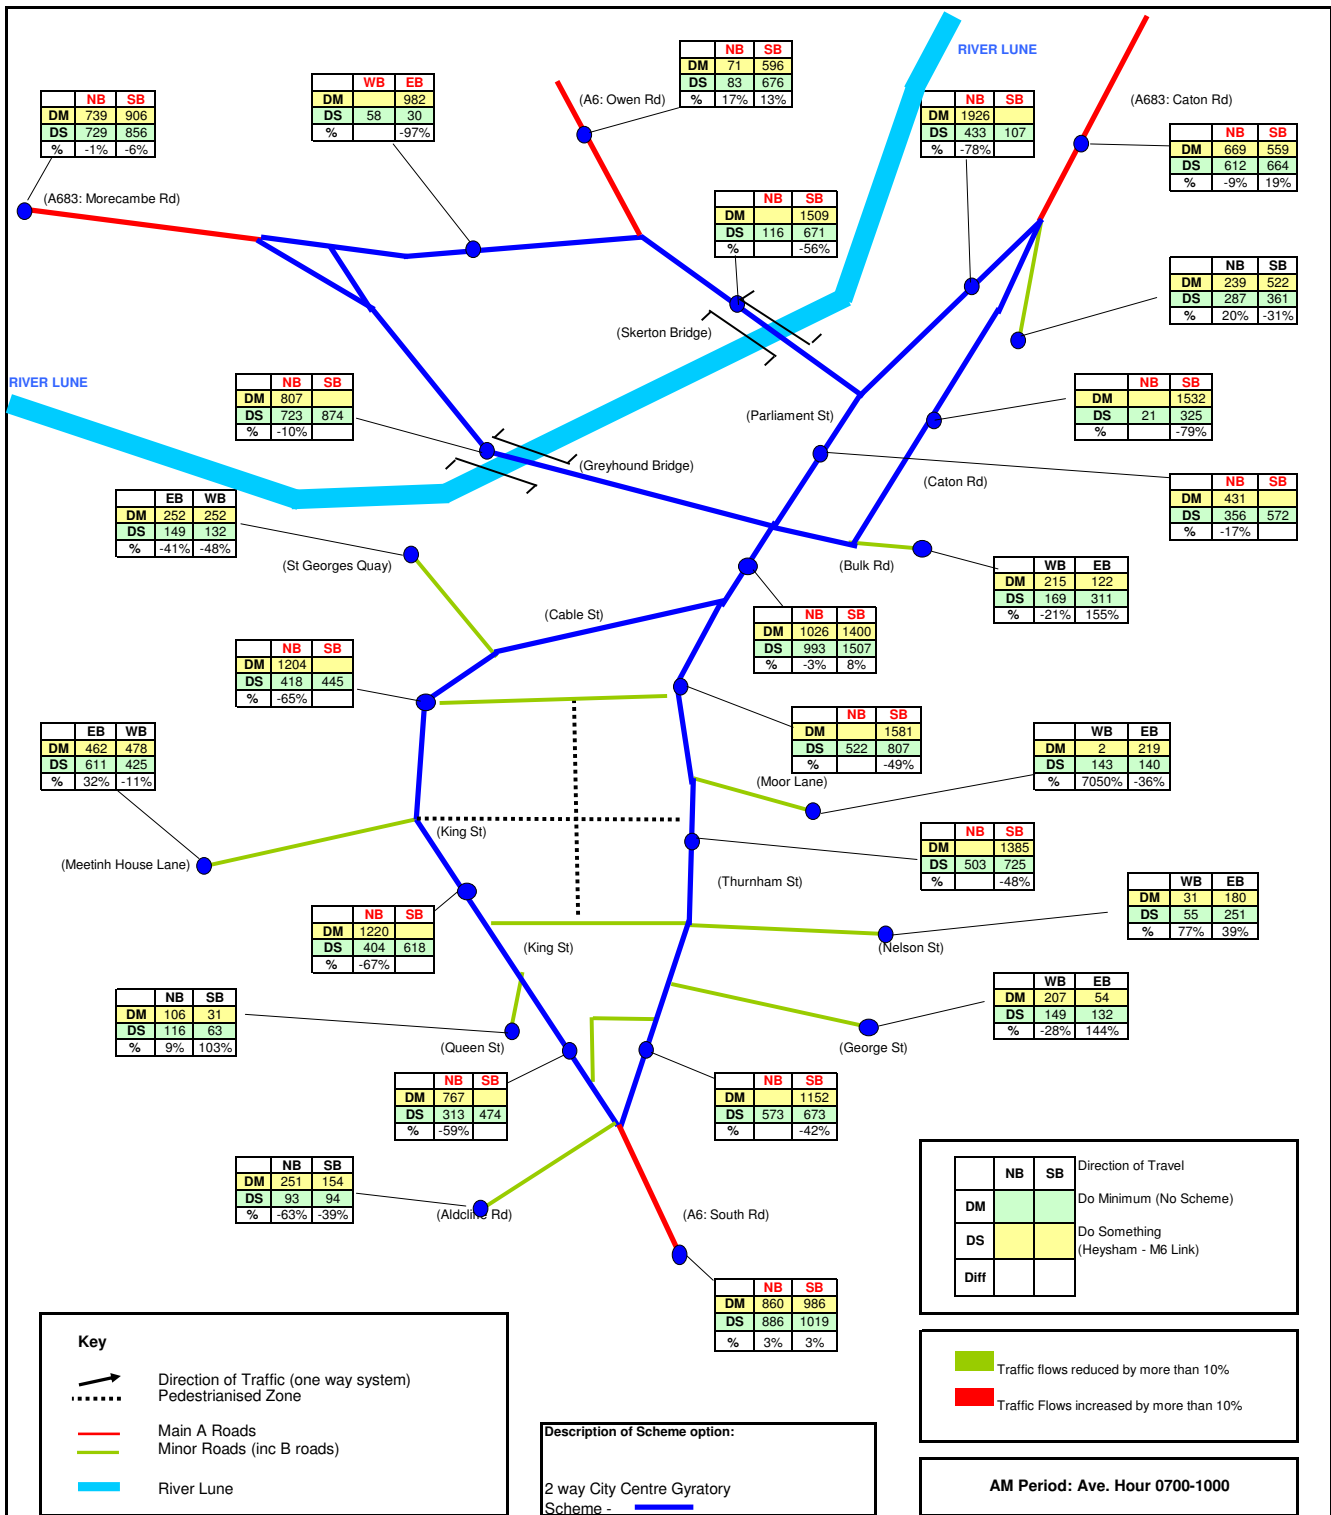 RIVER LUNE
NB SB
DM 71 596
DS 83 676
% 17% 13%
(A6: Owen Rd)
WB EB
DM 982
DS 58 30
% -97%
NB SB
DM 739 906
DS 729 856
% -1% -6%
(A683: Morecambe Rd)
NB SB
DM 1926
DS 433 107
% -78%
(A683: Caton Rd)
NB SB
DM 669 559
DS 612 664
% -9% 19%
NB SB
DM 1509
DS 116 671
% -56%
(Skerton Bridge)
NB SB
DM 239 522
DS 287 361
% 20% -31%
RIVER LUNE
NB SB
DM 807
DS 723 874
% -10%
(Greyhound Bridge)
(Parliament St)
NB SB
DM 1532
DS 21 325
% -79%
(Caton Rd)
NB SB
DM 431
DS 356 572
% -17%
EB WB
DM 252 252
DS 149 132
% -41% -48%
(St Georges Quay)
(Bulk Rd)
WB EB
DM 215 122
DS 169 311
% -21% 155%
(Cable St)
NB SB
DM 1026 1400
DS 993 1507
% -3% 8%
NB SB
DM 1204
DS 418 445
% -65%
NB SB
DM 1581
DS 522 807
% -49%
(Moor Lane)
EB WB
DM 462 478
DS 611 425
% 32% -11%
WB EB
DM 2 219
DS 143 140
% 7050% -36%
(King St)
(Meetinh House Lane)
NB SB
DM 1385
DS 503 725
% -48%
(Thurnham St)
WB EB
DM 31 180
DS 55 251
% 77% 39%
NB SB
DM 1220
DS 404 618
% -67%
(King St)
(Nelson St)
NB SB
DM 106 31
DS 116 63
% 9% 103%
(Queen St)
WB EB
DM 207 54
DS 149 132
% -28% 144%
(George St)
NB SB
DM 767
DS 313 474
% -59%
NB SB
DM 1152
DS 573 673
% -42%
NB SB
DM 251 154
DS 93 94
% -63% -39%
(Aldcliffe Rd)
(A6: South Rd)
NB SB
DM 860 986
DS 886 1019
% 3% 3%
NB SB Direction of Travel
DM Do Minimum (No Scheme)
DS Do Something
(Heysham - M6 Link)
Diff
Key
Direction of Traffic (one way system)
Pedestrianised Zone
Main A Roads
Minor Roads (inc B roads)
River Lune
Description of Scheme option:
2 way City Centre Gyratory
Scheme -
Traffic flows reduced by more than 10%
Traffic Flows increased by more than 10%
AM Period: Ave. Hour 0700-1000